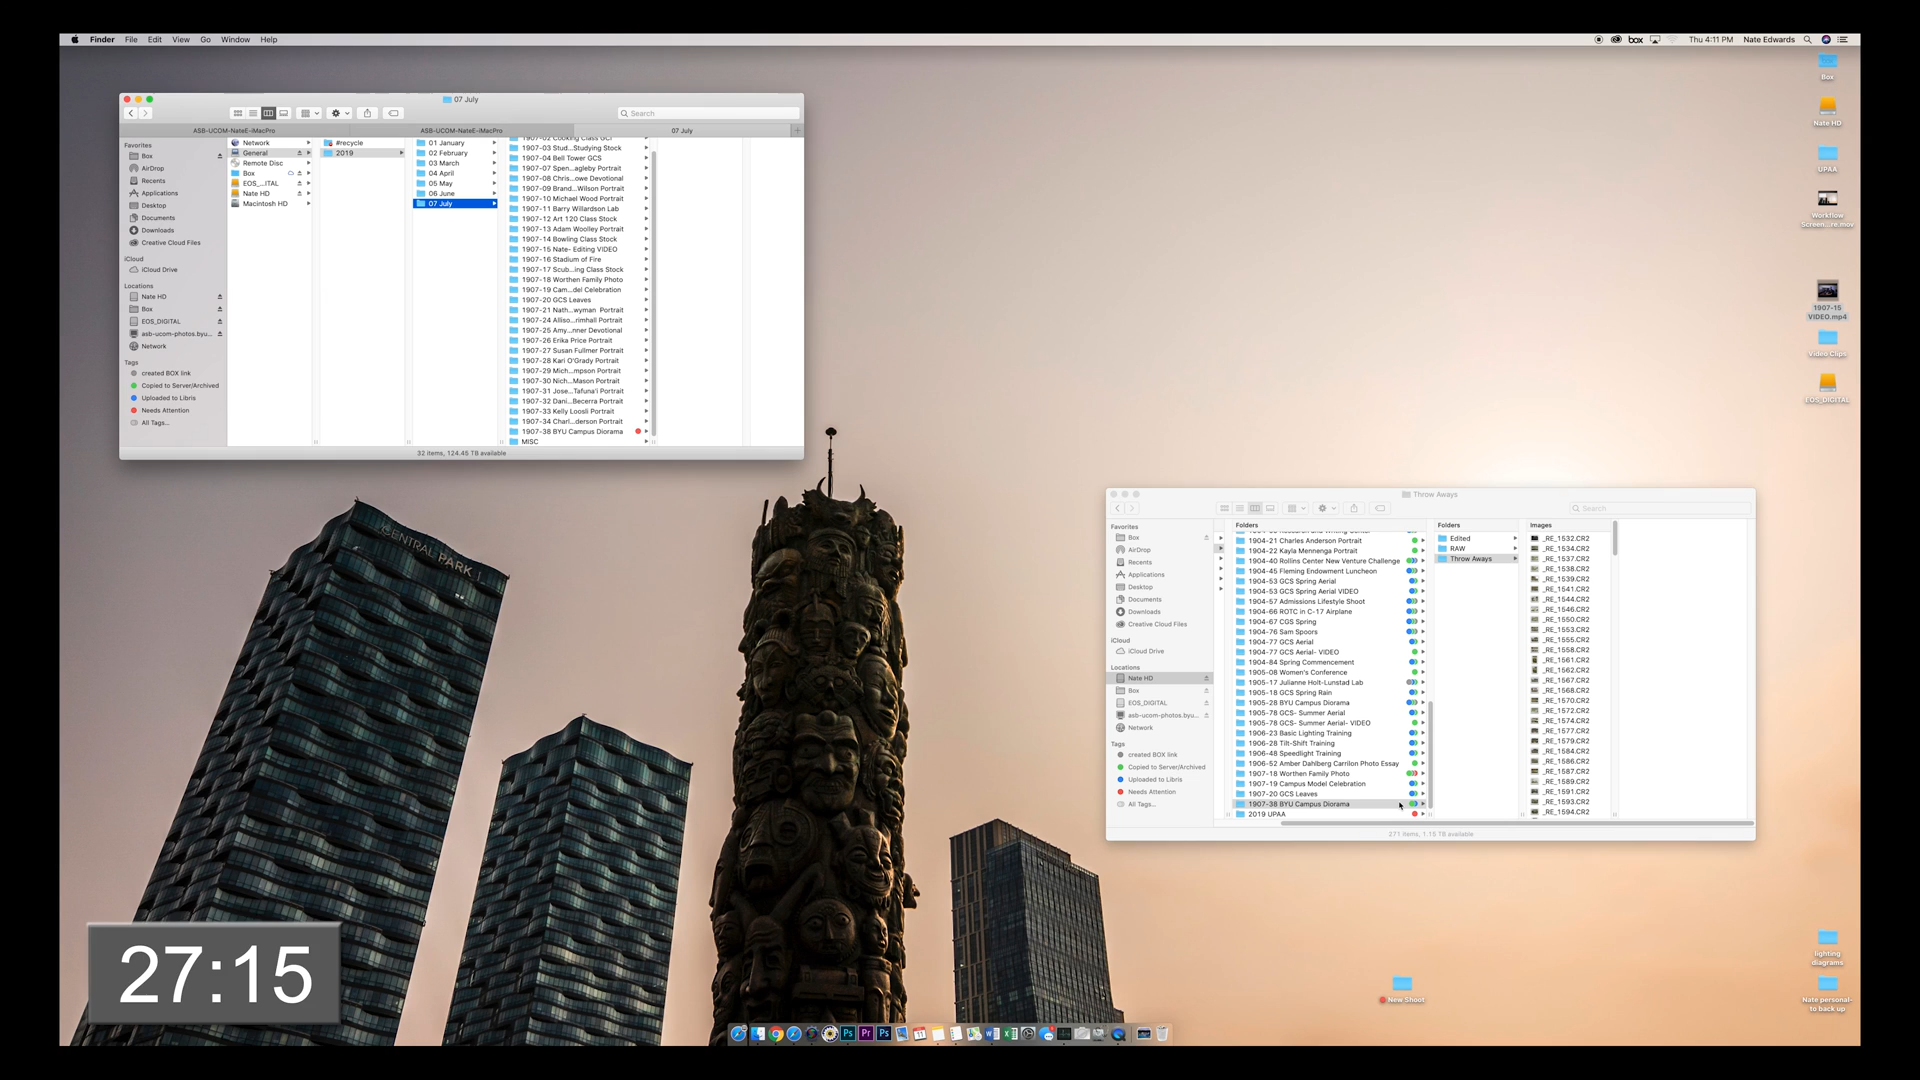 Finder File Edit View Go Window Help
box Thu 4:11 PM Nate Edwards
07 July
Search
ASB-UCOM-NateE-iMacPro ASB-UCOM-NateE-iMacPro 07 July
Favorites
Box
AirDrop
Recents
Applications
Desktop
Documents
Downloads
Creative Cloud Files
iCloud
iCloud Drive
Locations
Nate HD
Box
EOS_DIGITAL
asb-ucom-photos.byu...
Network
Tags
created BOX link
Copied to Server/Archived
Uploaded to Libris
Needs Attention
All Tags...
Network
General
Remote Disc
Box
EOS_...ITAL
Nate HD
Macintosh HD
#recycle
2019
01 January
02 February
03 March
04 April
05 May
06 June
07 July
1907-02 Cooking Class GCI
1907-03 Stud...Studying Stock
1907-04 Bell Tower GCS
1907-07 Spen...agleby Portrait
1907-08 Chris...owe Devotional
1907-09 Brand...Wilson Portrait
1907-10 Michael Wood Portrait
1907-11 Barry Willardson Lab
1907-12 Art 120 Class Stock
1907-13 Adam Woolley Portrait
1907-14 Bowling Class Stock
1907-15 Nate- Editing VIDEO
1907-16 Stadium of Fire
1907-17 Scub...ing Class Stock
1907-18 Worthen Family Photo
1907-19 Cam...del Celebration
1907-20 GCS Leaves
1907-21 Nath...wyman Portrait
1907-24 Alliso...rimhall Portrait
1907-25 Amy...nner Devotional
1907-26 Erika Price Portrait
1907-27 Susan Fullmer Portrait
1907-28 Kari O'Grady Portrait
1907-29 Mich...mpson Portrait
1907-30 Nich...Mason Portrait
1907-31 Jose...Tafuna'i Portrait
1907-32 Dani...Becerra Portrait
1907-33 Kelly Loosli Portrait
1907-34 Charl...derson Portrait
1907-38 BYU Campus Diorama
MISC
32 items, 124.45 TB available
Box
Nate HD
UPAA
Workflow
Screen...re.mov
1907-15
VIDEO.mp4
Video Clips
EOS_DIGITAL
CENTRAL PARK
Throw Aways
Search
Favorites
Box
AirDrop
Recents
Applications
Desktop
Documents
Downloads
Creative Cloud Files
iCloud
iCloud Drive
Locations
Nate HD
Box
EOS_DIGITAL
asb-ucom-photos.byu...
Network
Tags
created BOX link
Copied to Server/Archived
Uploaded to Libris
Needs Attention
All Tags...
Folders
1904-21 Charles Anderson Portrait
1904-22 Kayla Mennenga Portrait
1904-40 Rollins Center New Venture Challenge
1904-45 Fleming Endowment Luncheon
1904-53 GCS Spring Aerial
1904-53 GCS Spring Aerial VIDEO
1904-57 Admissions Lifestyle Shoot
1904-66 ROTC in C-17 Airplane
1904-67 CGS Spring
1904-76 Sam Spoors
1904-77 GCS Aerial
1904-77 GCS Aerial- VIDEO
1904-84 Spring Commencement
1905-08 Women's Conference
1905-17 Julianne Holt-Lunstad Lab
1905-18 GCS Spring Rain
1905-28 BYU Campus Diorama
1905-78 GCS- Summer Aerial
1905-78 GCS- Summer Aerial- VIDEO
1906-23 Basic Lighting Training
1906-28 Tilt-Shift Training
1906-48 Speedlight Training
1906-52 Amber Dahlberg Carrilon Photo Essay
1907-18 Worthen Family Photo
1907-19 Campus Model Celebration
1907-20 GCS Leaves
1907-38 BYU Campus Diorama
2019 UPAA
Folders
Edited
RAW
Throw Aways
Images
_RE_1532.CR2
_RE_1534.CR2
_RE_1537.CR2
_RE_1538.CR2
_RE_1539.CR2
_RE_1541.CR2
_RE_1544.CR2
_RE_1546.CR2
_RE_1550.CR2
_RE_1553.CR2
_RE_1555.CR2
_RE_1558.CR2
_RE_1561.CR2
_RE_1562.CR2
_RE_1567.CR2
_RE_1568.CR2
_RE_1570.CR2
_RE_1572.CR2
_RE_1574.CR2
_RE_1577.CR2
_RE_1579.CR2
_RE_1584.CR2
_RE_1586.CR2
_RE_1587.CR2
_RE_1589.CR2
_RE_1591.CR2
_RE_1593.CR2
_RE_1594.CR2
271 items, 1.15 TB available
27:15
New Shoot
lighting
diagrams
Nate personal-
to back up
Ps Pr Ps